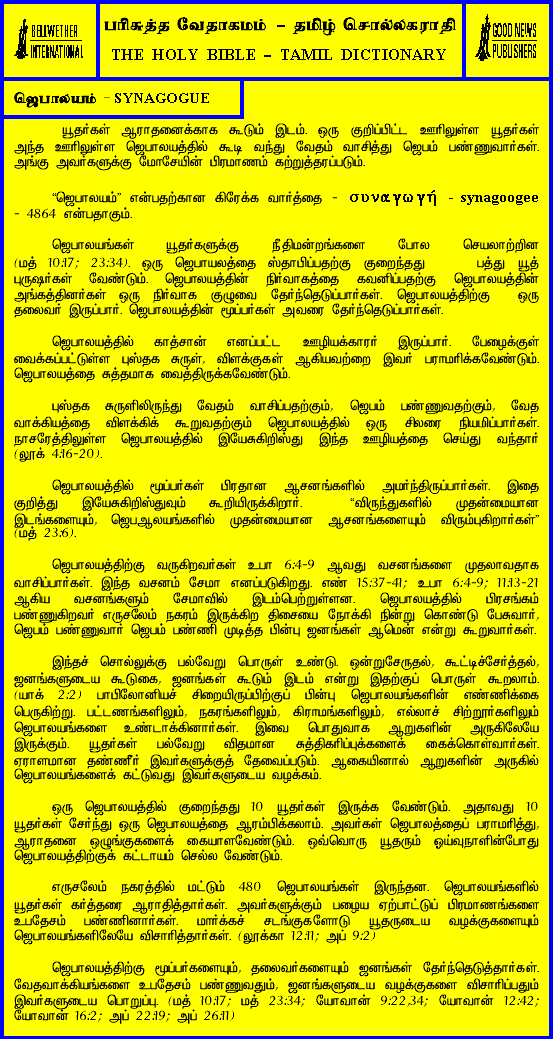 BELLWETHER
INTERNATIONAL
பரிசுத்த வேதாகமம் - தமிழ் சொல்லகராதி
THE HOLY BIBLE - TAMIL DICTIONARY
GOOD NEWS
PUBLISHERS
ஜெபாலயம் - SYNAGOGUE
யூதர்கள் ஆராதனைக்காக கூடும் இடம். ஒரு குறிப்பிட்ட ஊரிலுள்ள யூதர்கள்
அந்த ஊரிலுள்ள ஜெபாலயத்தில் கூடி வந்து வேதம் வாசித்து ஜெபம் பண்ணுவார்கள்.
அங்கு அவர்களுக்கு மோசேயின் பிரமாணம் கற்றுத்தரப்படும்.
“ஜெபாலயம்” என்பதற்கான கிரேக்க வார்த்தை - συναγωγή - synagoogee
- 4864 என்பதாகும்.
ஜெபாலயங்கள் யூதர்களுக்கு நீதிமன்றங்களை போல செயலாற்றின
(மத் 10:17; 23:34). ஒரு ஜெபாயலத்தை ஸ்தாபிப்பதற்கு குறைந்தது பத்து யூத
புருஷர்கள் வேண்டும். ஜெபாலயத்தின் நிர்வாகத்தை கவனிப்பதற்கு ஜெபாலயத்தின்
அங்கத்தினர்கள் ஒரு நிர்வாக குழுவை தேர்ந்தெடுப்பார்கள். ஜெபாலயத்திற்கு ஒரு
தலைவர் இருப்பார். ஜெபாலயத்தின் மூப்பர்கள் அவரை தேர்ந்தெடுப்பார்கள்.
ஜெபாலயத்தில் காத்சான் எனப்பட்ட ஊழியக்காரர் இருப்பார். பேழைக்குள்
வைக்கப்பட்டுள்ள புஸ்தக சுருள், விளக்குகள் ஆகியவற்றை இவர் பராமரிக்கவேண்டும்.
ஜெபாலயத்தை சுத்தமாக வைத்திருக்கவேண்டும்.
புஸ்தக சுருளிலிருந்து வேதம் வாசிப்பதற்கும், ஜெபம் பண்ணுவதற்கும், வேத
வாக்கியத்தை விளக்கிக் கூறுவதற்கும் ஜெபாலயத்தில் ஒரு சிலரை நியமிப்பார்கள்.
நாசரேத்திலுள்ள ஜெபாலயத்தில் இயேசுகிறிஸ்து இந்த ஊழியத்தை செய்து வந்தார்
(லூக் 4:16-20).
ஜெபாலயத்தில் மூப்பர்கள் பிரதான ஆசனங்களில் அமர்ந்திருப்பார்கள். இதை
குறித்து இயேசுகிறிஸ்துவும் கூறியிருக்கிறார். “விருந்துகளில் முதன்மையான
இடங்களையும், ஜெபஆலயங்களில் முதன்மையான ஆசனங்களையும் விரும்புகிறார்கள்”
(மத் 23:6).
ஜெபாலயத்திற்கு வருகிறவர்கள் உபா 6:4-9 ஆவது வசனங்களை முதலாவதாக
வாசிப்பார்கள். இந்த வசனம் சேமா எனப்படுகிறது. எண் 15:37-41; உபா 6:4-9; 11:13-21
ஆகிய வசனங்களும் சேமாவில் இடம்பெற்றுள்ளன. ஜெபாலயத்தில் பிரசங்கம்
பண்ணுகிறவர் எருசலேம் நகரம் இருக்கிற திசையை நோக்கி நின்று கொண்டு பேசுவார்,
ஜெபம் பண்ணுவார் ஜெபம் பண்ணி முடித்த பின்பு ஜனங்கள் ஆமென் என்று கூறுவார்கள்.
இந்தச் சொல்லுக்கு பல்வேறு பொருள் உண்டு. ஒன்றுசேருதல், கூட்டிச்சேர்த்தல்,
ஜனங்களுடைய கூடுகை, ஜனங்கள் கூடும் இடம் என்று இதற்குப் பொருள் கூறலாம்.
(யாக் 2:2) பாபிலோனியச் சிறையிருப்பிற்குப் பின்பு ஜெபாலயங்களின் எண்ணிக்கை
பெருகிற்று. பட்டணங்களிலும், நகரங்களிலும், கிராமங்களிலும், எல்லாச் சிற்றூர்களிலும்
ஜெபாலயங்களை உண்டாக்கினார்கள். இவை பொதுவாக ஆறுகளின் அருகிலேயே
இருக்கும். யூதர்கள் பல்வேறு விதமான சுத்திகரிப்புக்களைக் கைக்கொள்வார்கள்.
ஏராளமான தண்ணீர் இவர்களுக்குத் தேவைப்படும். ஆகையினால் ஆறுகளின் அருகில்
ஜெபாலயங்களைக் கட்டுவது இவர்களுடைய வழக்கம்.
ஒரு ஜெபாலயத்தில் குறைந்தது 10 யூதர்கள் இருக்க வேண்டும். அதாவது 10
யூதர்கள் சேர்ந்து ஒரு ஜெபாலயத்தை ஆரம்பிக்கலாம். அவர்கள் ஜெபாலத்தைப் பராமரித்து,
ஆராதனை ஒழுங்குகளைக் கையாளவேண்டும். ஒவ்வொரு யூதரும் ஓய்வுநாளின்போது
ஜெபாலயத்திற்குக் கட்டாயம் செல்ல வேண்டும்.
எருசலேம் நகரத்தில் மட்டும் 480 ஜெபாலயங்கள் இருந்தன. ஜெபாலயங்களில்
யூதர்கள் கர்த்தரை ஆராதித்தார்கள். அவர்களுக்கும் பழைய ஏற்பாட்டுப் பிரமாணங்களை
உபதேசம் பண்ணினார்கள். மார்க்கச் சடங்குகளோடு யூதருடைய வழக்குகளையும்
ஜெபாலயங்களிலேயே விசாரித்தார்கள். (லூக்கா 12:11; அப் 9:2)
ஜெபாலயத்திற்கு மூப்பர்களையும், தலைவர்களையும் ஜனங்கள் தேர்ந்தெடுத்தார்கள்.
வேதவாக்கியங்களை உபதேசம் பண்ணுவதும், ஜனங்களுடைய வழக்குகளை விசாரிப்பதும்
இவர்களுடைய பொறுப்பு. (மத் 10:17; மத் 23:34; யோவான் 9:22,34; யோவான் 12:42;
யோவான் 16:2; அப் 22:19; அப் 26:11)